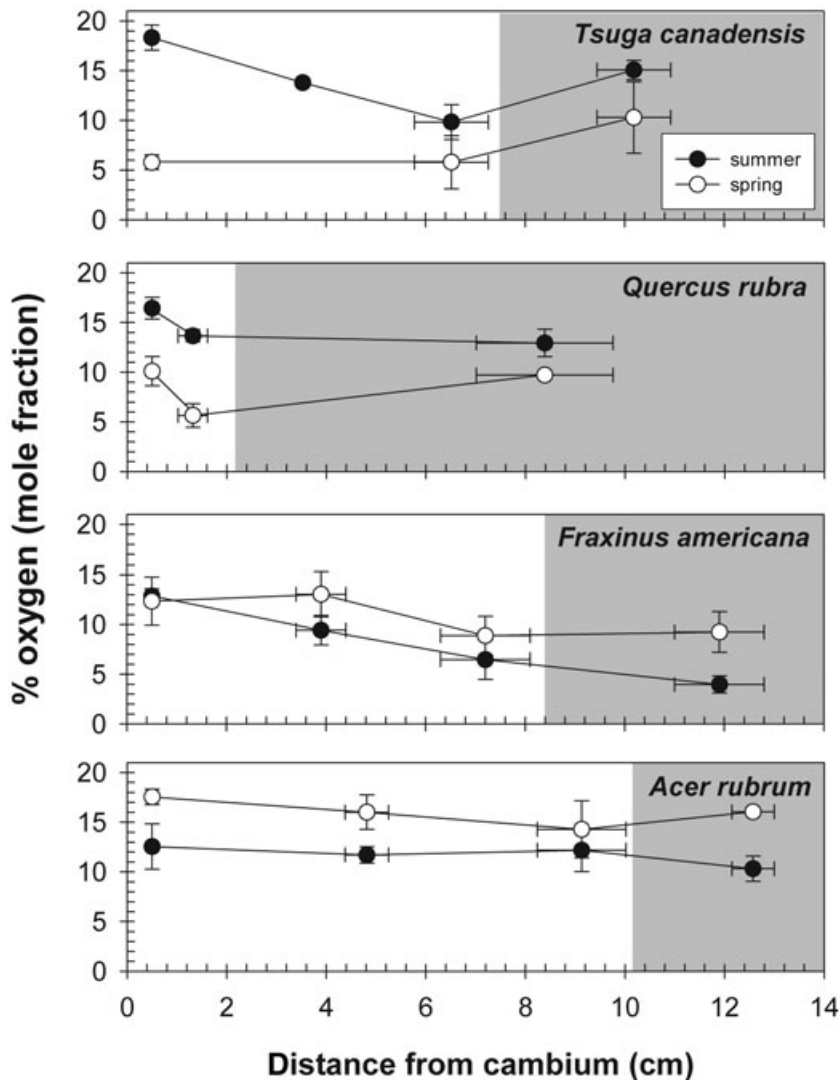 Tsuga canadensis
20
15
10
5
0
summer
spring
Quercus rubra
20
15
10
5
0
% oxygen (mole fraction)
Fraxinus americana
20
15
10
5
0
Acer rubrum
20
15
10
5
0
0 2 4 6 8 10 12 14
Distance from cambium (cm)